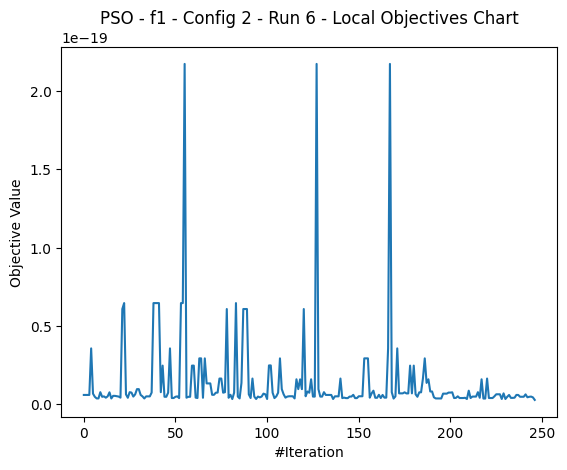 PSO - f1 - Config 2 - Run 6 - Local Objectives Chart
1e−19
2.0
1.5
1.0
0.5
0.0
Objective Value
0 50 100 150 200 250
#Iteration